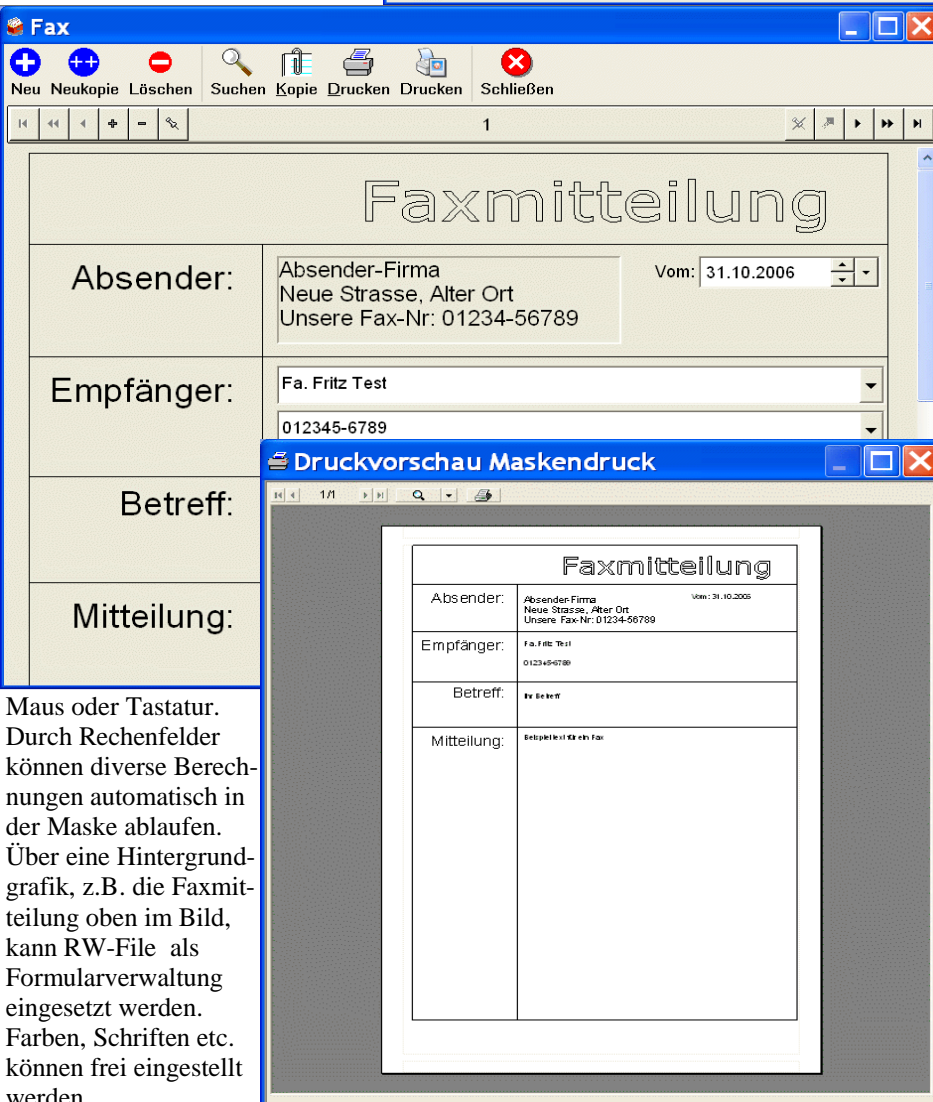 Fax
Neu Neukopie Löschen Suchen Kopie Drucken Drucken Schließen
1
Faxmitteilung
Absender:
Absender-Firma
Neue Strasse, Alter Ort
Unsere Fax-Nr: 01234-56789
Vom: 31.10.2006
Empfänger:
Fa. Fritz Test
012345-6789
Betreff:
Mitteilung:
Druckvorschau Maskendruck
1/1
Faxmitteilung
Absender:
Absender-Firma
Neue Strasse, Alter Ort
Unsere Fax-Nr: 01234-56789
Vom: 31.10.2006
Empfänger:
Fa. Fritz Test
012345-6789
Betreff:
Ihr Betreff
Mitteilung:
Beispieltext für ein Fax
Maus oder Tastatur.
Durch Rechenfelder
können diverse Berech-
nungen automatisch in
der Maske ablaufen.
Über eine Hintergrund-
grafik, z.B. die Faxmit-
teilung oben im Bild,
kann RW-File als
Formularverwaltung
eingesetzt werden.
Farben, Schriften etc.
können frei eingestellt
werden